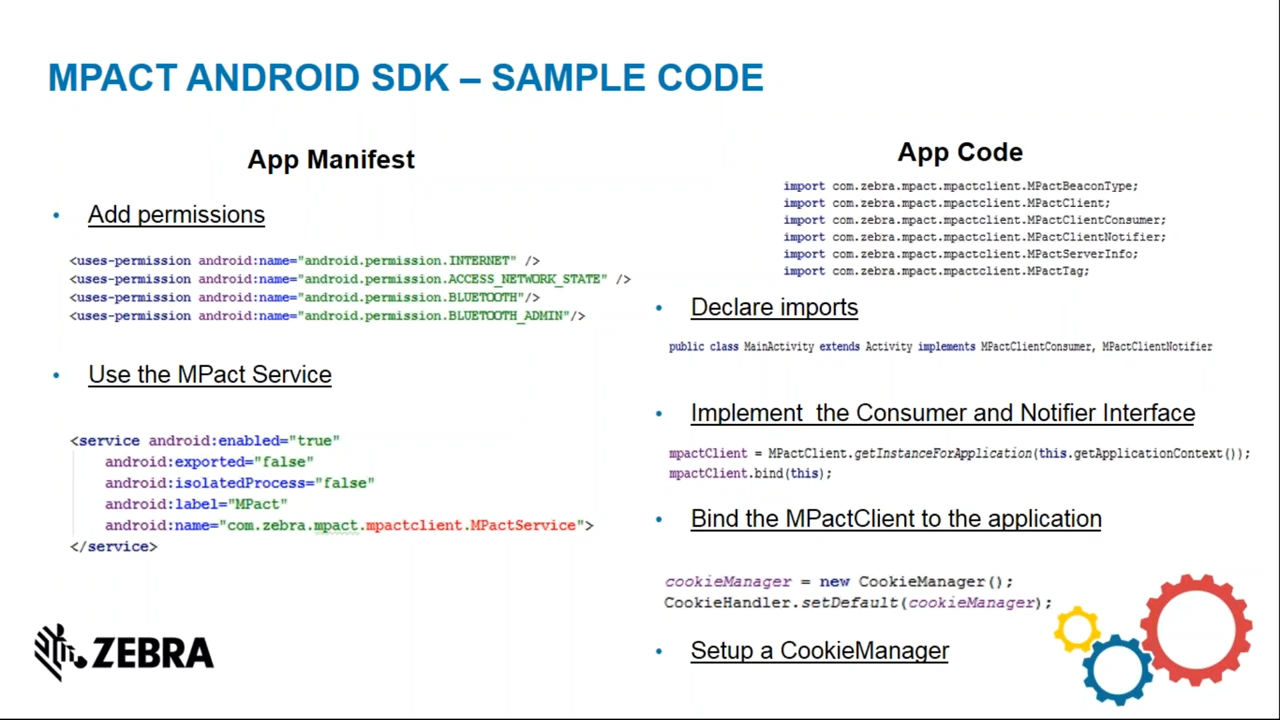 MPACT ANDROID SDK – SAMPLE CODE
App Manifest
• Add permissions
<uses-permission android:name="android.permission.INTERNET" />
<uses-permission android:name="android.permission.ACCESS_NETWORK_STATE" />
<uses-permission android:name="android.permission.BLUETOOTH"/>
<uses-permission android:name="android.permission.BLUETOOTH_ADMIN"/>
• Use the MPact Service
<service android:enabled="true"
android:exported="false"
android:isolatedProcess="false"
android:label="MPact"
android:name="com.zebra.mpact.mpactclient.MPactService">
</service>
ZEBRA
App Code
import com.zebra.mpact.mpactclient.MPactBeaconType;
import com.zebra.mpact.mpactclient.MPactClient;
import com.zebra.mpact.mpactclient.MPactClientConsumer;
import com.zebra.mpact.mpactclient.MPactClientNotifier;
import com.zebra.mpact.mpactclient.MPactServerInfo;
import com.zebra.mpact.mpactclient.MPactTag;
• Declare imports
public class MainActivity extends Activity implements MPactClientConsumer, MPactClientNotifier
• Implement the Consumer and Notifier Interface
mpactClient = MPactClient.getInstanceForApplication(this.getApplicationContext());
mpactClient.bind(this);
• Bind the MPactClient to the application
cookieManager = new CookieManager();
CookieHandler.setDefault(cookieManager);
• Setup a CookieManager